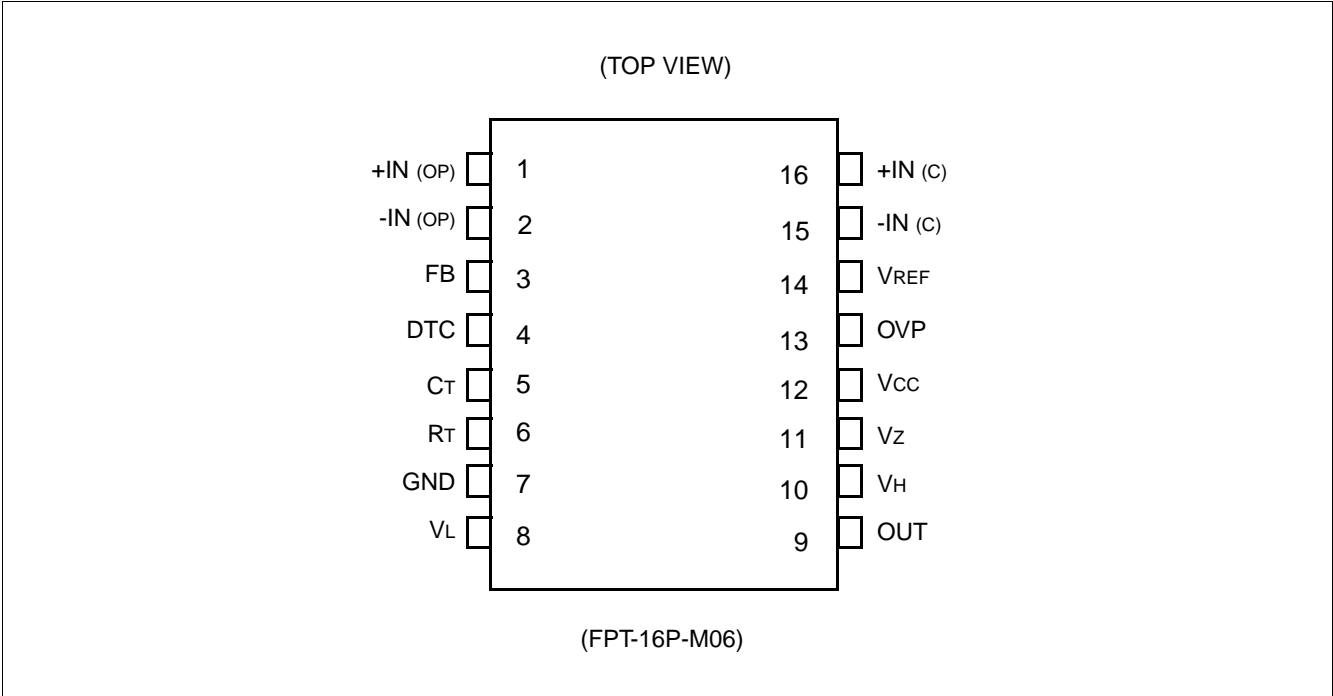 (TOP VIEW)
+IN (OP) 1 16 +IN (C)
-IN (OP) 2 15 -IN (C)
FB 3 14 VREF
DTC 4 13 OVP
CT 5 12 VCC
RT 6 11 VZ
GND 7 10 VH
VL 8 9 OUT
(FPT-16P-M06)